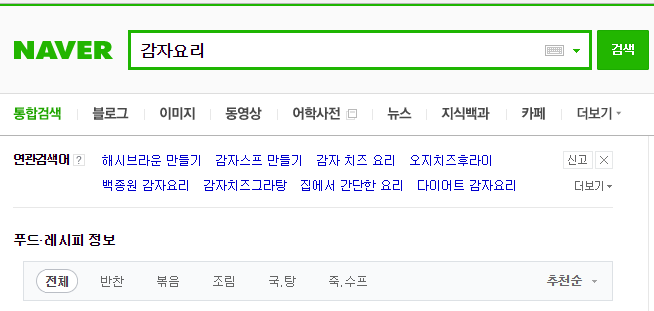 NAVER 감자요리 검색
통합검색 블로그 이미지 동영상 어학사전 뉴스 지식백과 카페 더보기
연관검색어 ? 해시브라운 만들기 감자스프 만들기 감자 치즈 요리 오지치즈후라이 신고
백종원 감자요리 감자치즈그라탕 집에서 간단한 요리 다이어트 감자요리 더보기
푸드·레시피 정보
전체 반찬 볶음 조림 국,탕 죽,수프 추천순